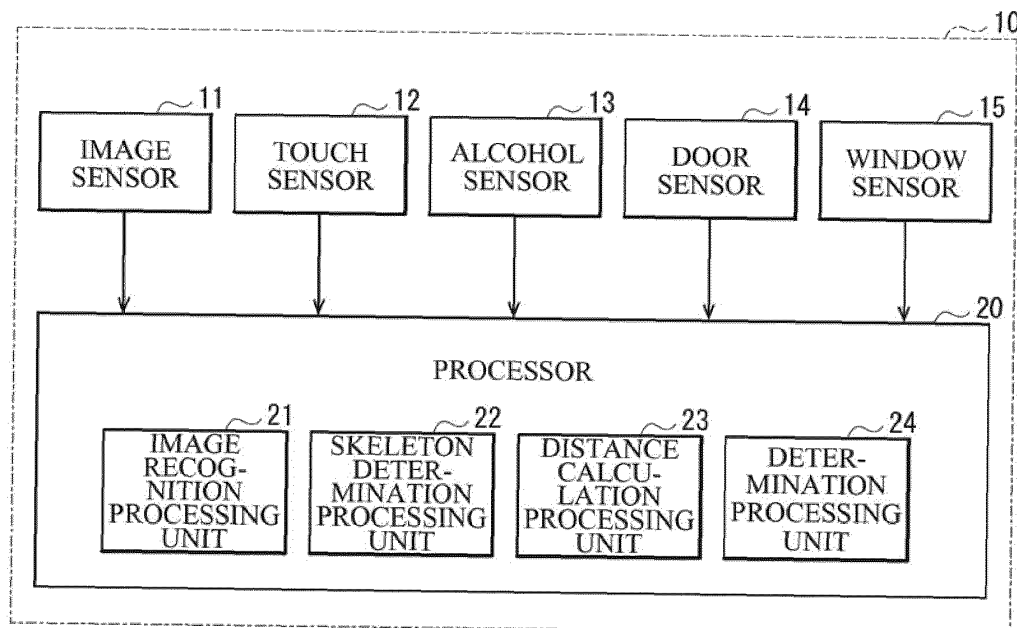 10
11
12
13
14
15
IMAGE
SENSOR
TOUCH
SENSOR
ALCOHOL
SENSOR
DOOR
SENSOR
WINDOW
SENSOR
20
PROCESSOR
21
22
23
24
IMAGE
RECOG-
NITION
PROCESSING
UNIT
SKELETON
DETER-
MINATION
PROCESSING
UNIT
DISTANCE
CALCU-
LATION
PROCESSING
UNIT
DETER-
MINATION
PROCESSING
UNIT